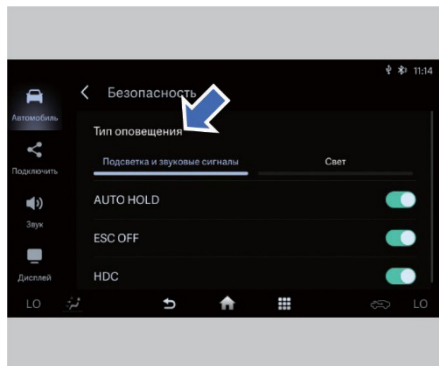 11:14
Безопасность
Автомобиль
Тип оповещения
Подсветка и звуковые сигналы
Свет
Подключить
AUTO HOLD
Звук
ESC OFF
Дисплей
HDC
LO
LO